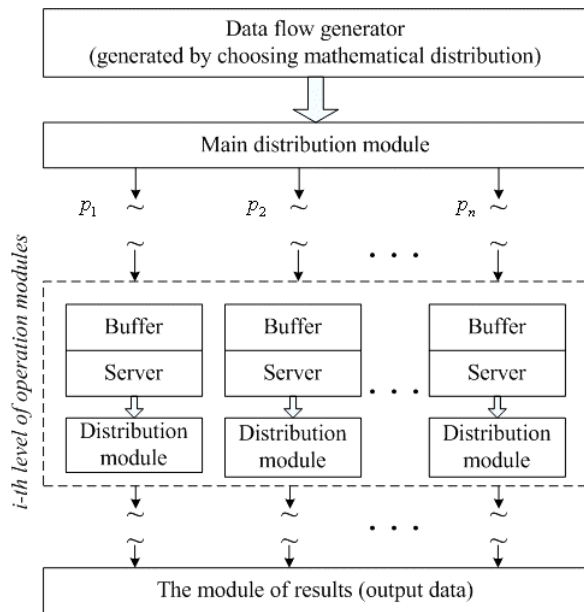 Data flow generator
(generated by choosing mathematical distribution)
Main distribution module
p1 ~ p2 ~ pn ~
~ ~ . . . ~
i-th level of operation modules
Buffer Buffer Buffer
Server Server . . . Server
Distribution module Distribution module Distribution module
~ ~ . . . ~
~ ~ ~
The module of results (output data)